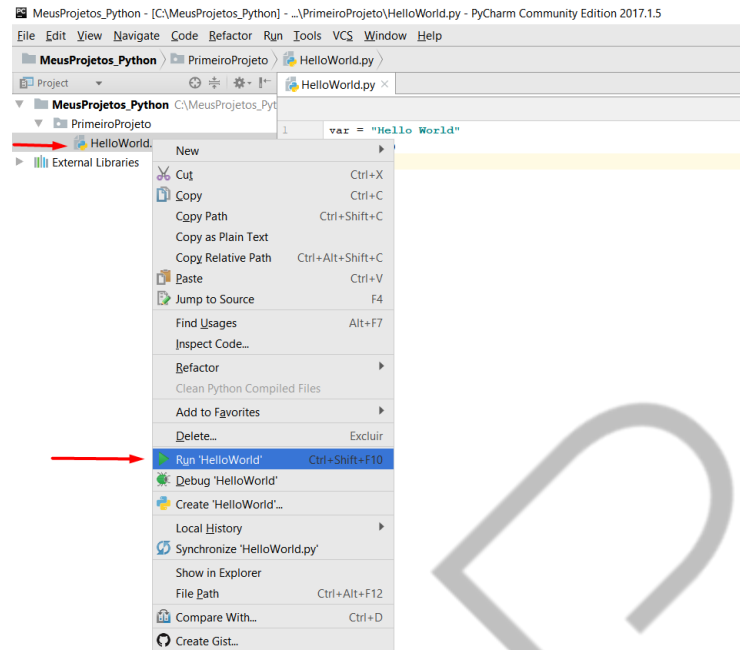 MeusProjetos_Python - [C:\MeusProjetos_Python] - ...\PrimeiroProjeto\HelloWorld.py - PyCharm Community Edition 2017.1.5
File Edit View Navigate Code Refactor Run Tools VCS Window Help
MeusProjetos_Python PrimeiroProjeto HelloWorld.py
Project HelloWorld.py
MeusProjetos_Python C:\MeusProjetos_Pyt
PrimeiroProjeto
1 var = "Hello World"
HelloWorld.
External Libraries
New
Cut Ctrl+X
Copy Ctrl+C
Copy Path Ctrl+Shift+C
Copy as Plain Text
Copy Relative Path Ctrl+Alt+Shift+C
Paste Ctrl+V
Jump to Source F4
Find Usages Alt+F7
Inspect Code...
Refactor
Clean Python Compiled Files
Add to Favorites
Delete... Excluir
Run 'HelloWorld' Ctrl+Shift+F10
Debug 'HelloWorld'
Create 'HelloWorld'...
Local History
Synchronize 'HelloWorld.py'
Show in Explorer
File Path Ctrl+Alt+F12
Compare With... Ctrl+D
Create Gist...